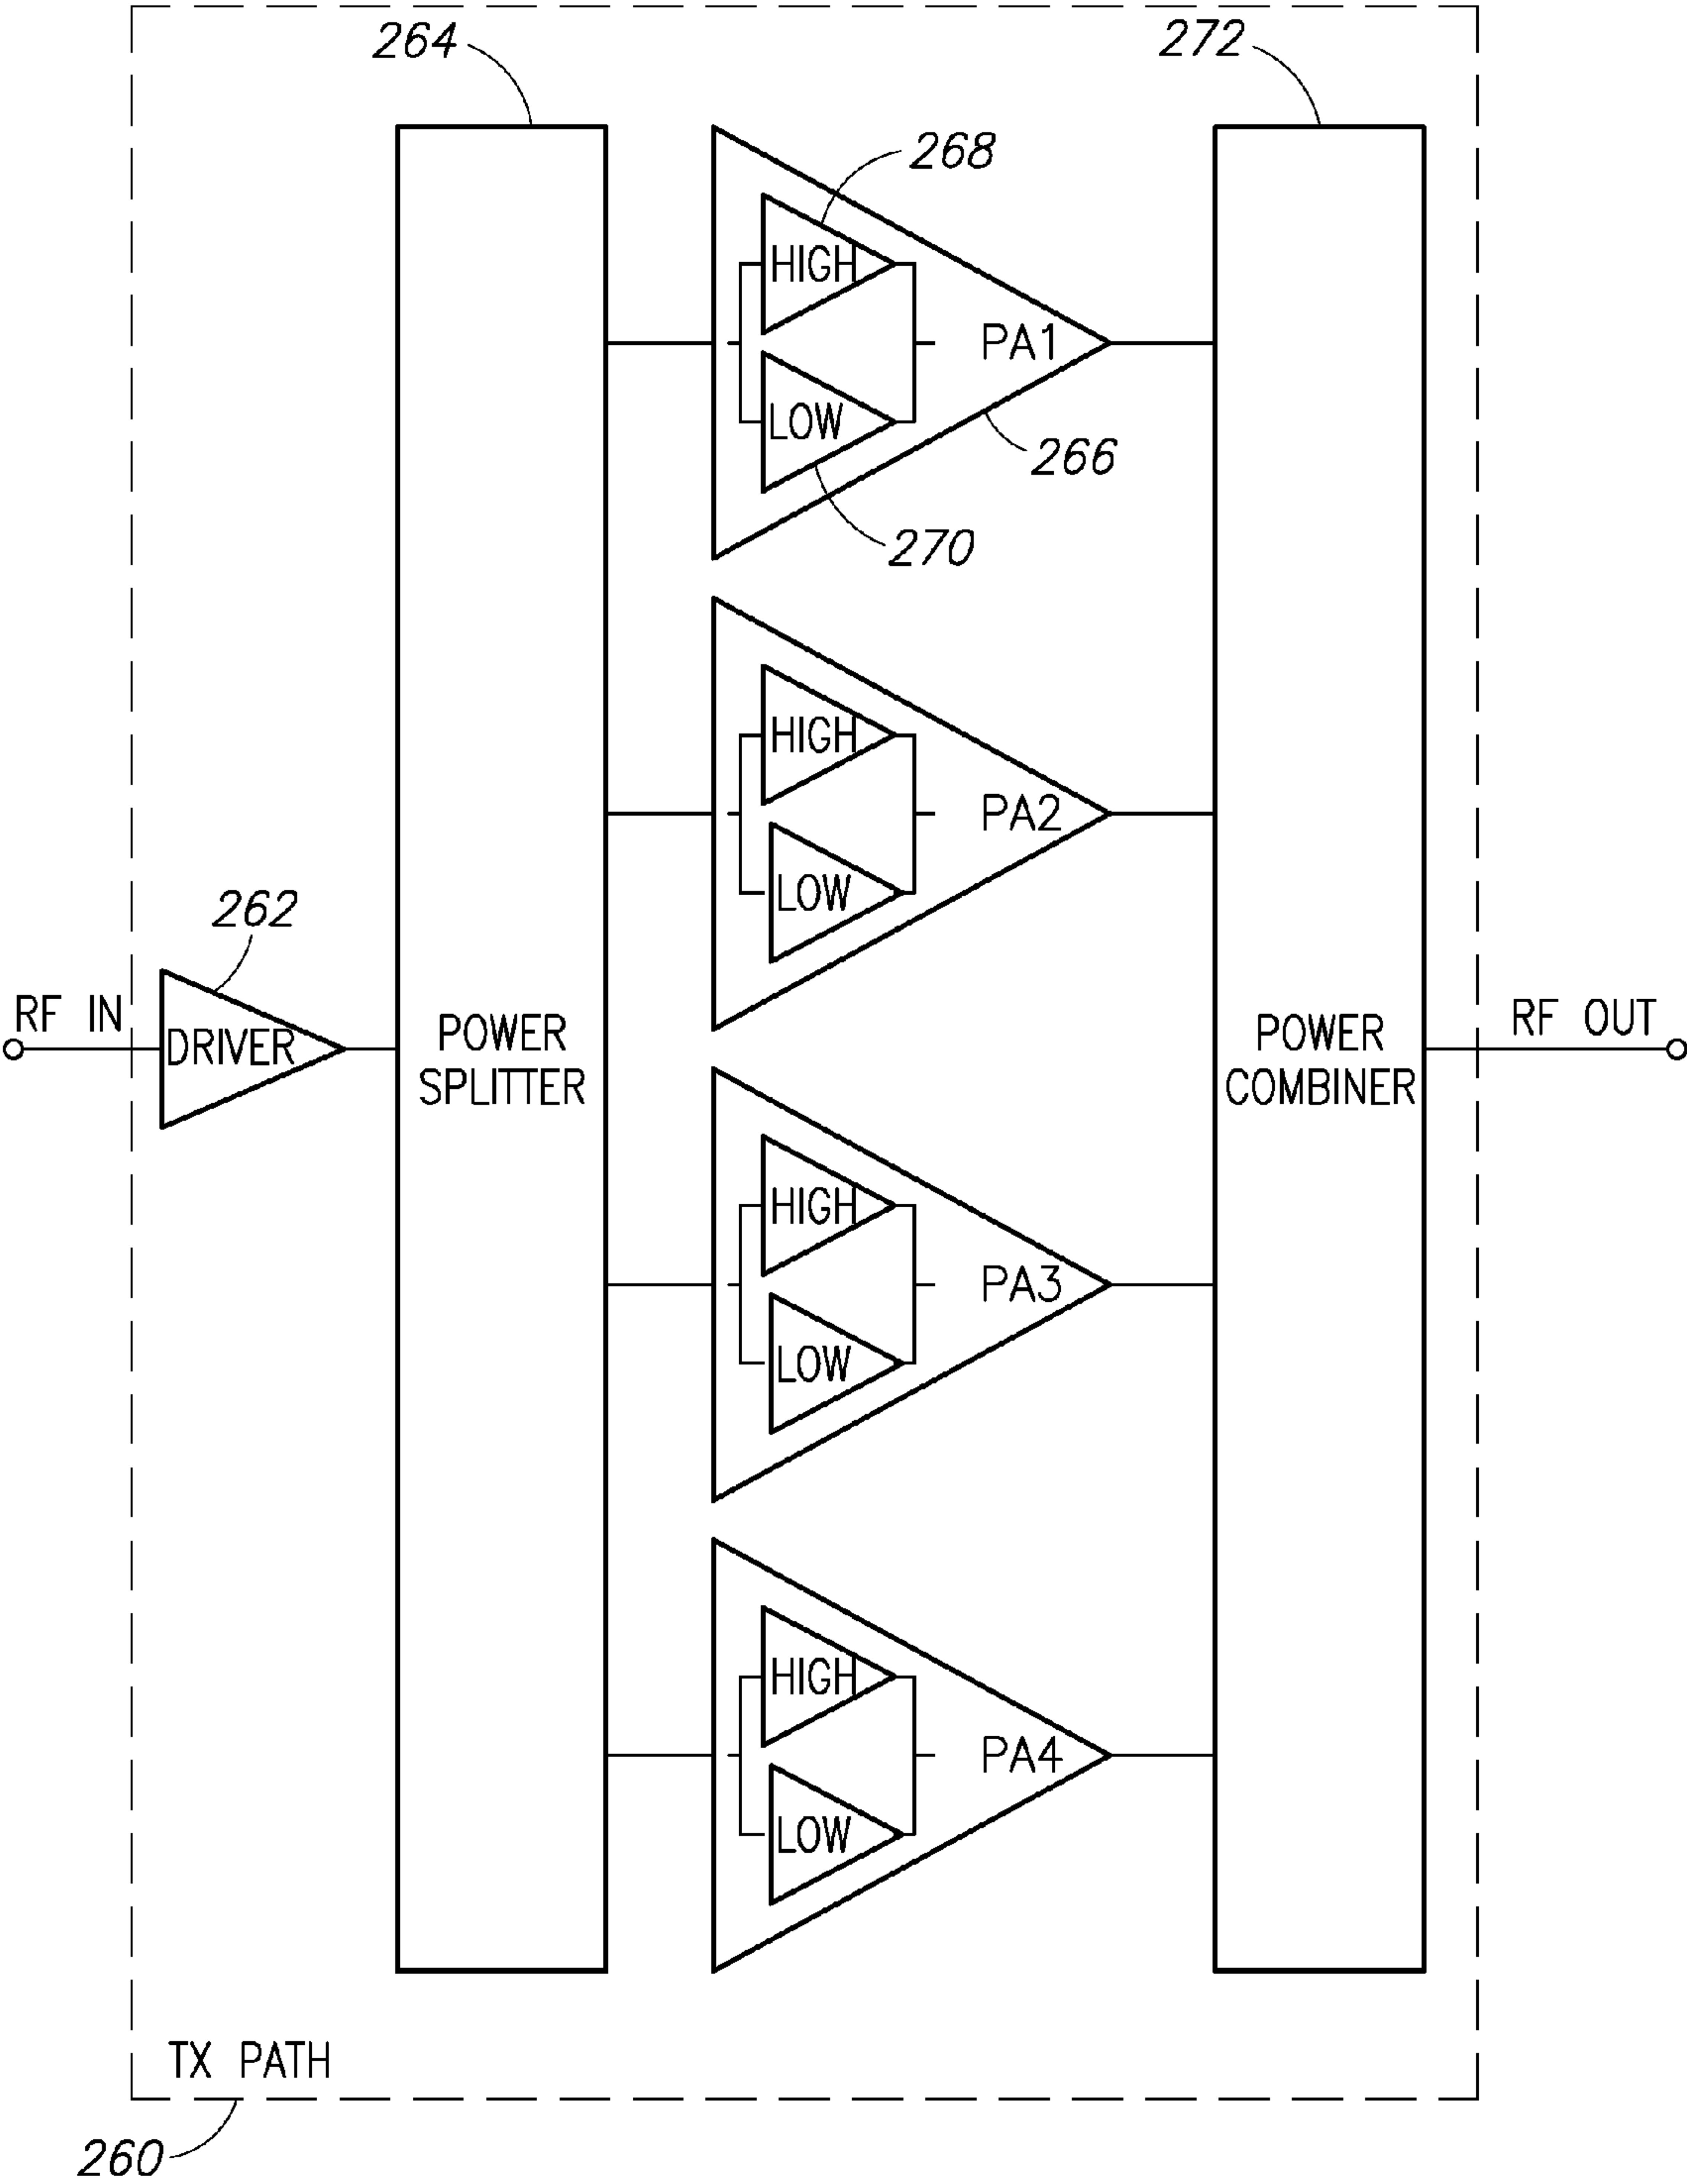 264
272
268
HIGH
PA1
LOW
266
270
HIGH
PA2
LOW
262
RF IN
DRIVER
POWER
SPLITTER
POWER
COMBINER
RF OUT
HIGH
PA3
LOW
HIGH
PA4
LOW
TX PATH
260